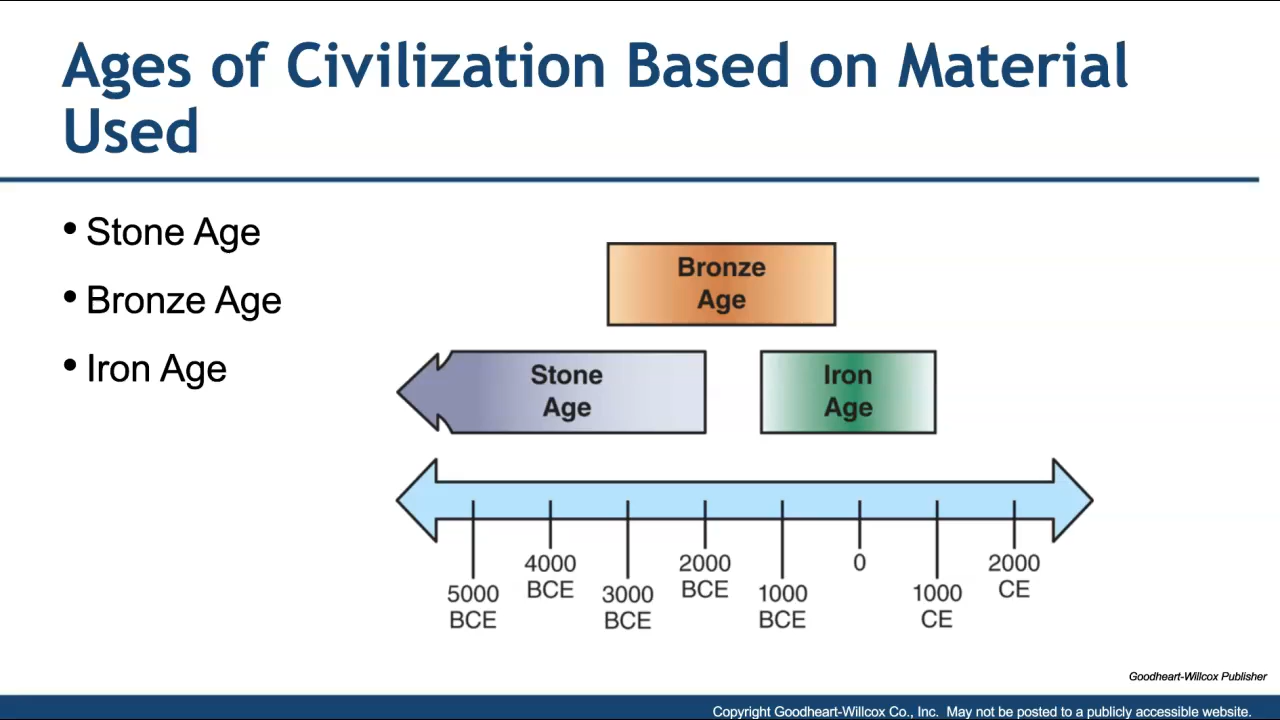 Ages of Civilization Based on Material
Used
• Stone Age
• Bronze Age
• Iron Age
Bronze
Age
Stone
Age
Iron
Age
5000
BCE
4000
BCE
3000
BCE
2000
BCE
1000
BCE
0
1000
CE
2000
CE
Goodheart-Willcox Publisher
Copyright Goodheart-Willcox Co., Inc.  May not be posted to a publicly accessible website.